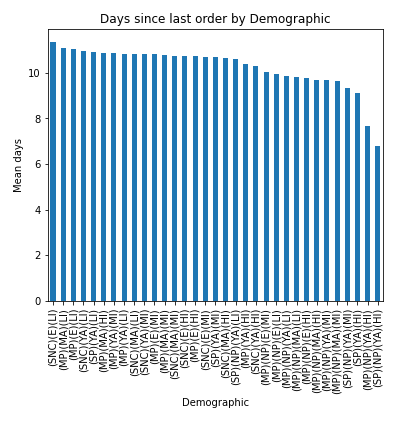 Days since last order by Demographic
Mean days
10
8
6
4
2
0
(SNC)(E)(LI)
(MP)(MA)(LI)
(MP)(E)(LI)
(SNC)(YA)(LI)
(SP)(YA)(LI)
(MP)(MA)(HI)
(MP)(YA)(MI)
(MP)(YA)(LI)
(SNC)(MA)(LI)
(SNC)(YA)(MI)
(MP)(E)(MI)
(MP)(MA)(MI)
(SNC)(MA)(MI)
(SNC)(E)(HI)
(MP)(E)(HI)
(SNC)(E)(MI)
(SP)(YA)(MI)
(SNC)(MA)(HI)
(SP)(NP)(YA)(LI)
(MP)(YA)(HI)
(SNC)(YA)(HI)
(MP)(NP)(E)(MI)
(MP)(NP)(E)(LI)
(MP)(NP)(YA)(LI)
(MP)(NP)(MA)(LI)
(MP)(NP)(E)(HI)
(MP)(NP)(MA)(HI)
(MP)(NP)(YA)(MI)
(MP)(NP)(MA)(MI)
(SP)(NP)(YA)(MI)
(SP)(YA)(HI)
(MP)(NP)(YA)(HI)
(SP)(NP)(YA)(HI)
Demographic